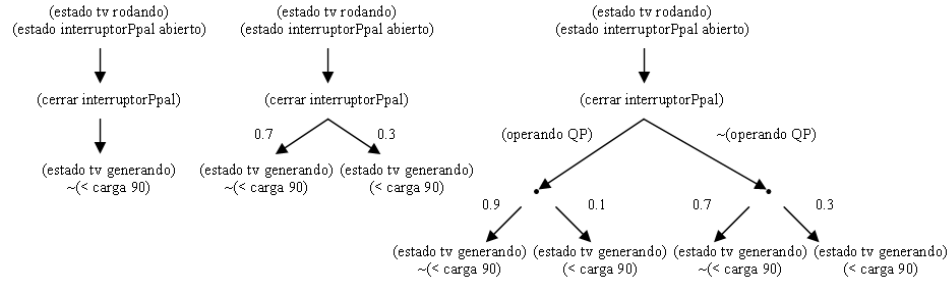 (estado tv rodando)
(estado interruptorPpal abierto)
(cerrar interruptorPpal)
(estado tv generando)
~(< carga 90)
(estado tv rodando)
(estado interruptorPpal abierto)
(cerrar interruptorPpal)
0.7
0.3
(estado tv generando)
~(< carga 90)
(estado tv generando)
(< carga 90)
(estado tv rodando)
(estado interruptorPpal abierto)
(cerrar interruptorPpal)
(operando QP)
~(operando QP)
0.9
0.1
0.7
0.3
(estado tv generando)
~(< carga 90)
(estado tv generando)
(< carga 90)
(estado tv generando)
~(< carga 90)
(estado tv generando)
(< carga 90)